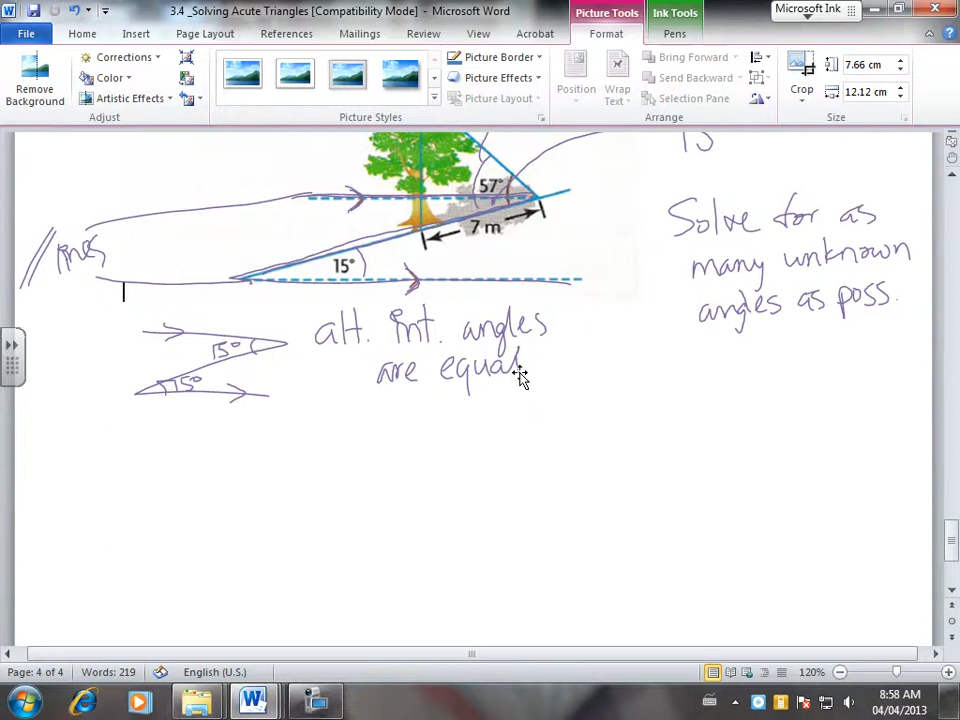 3.4 _Solving Acute Triangles [Compatibility Mode] - Microsoft Word
Picture Tools
Ink Tools
Microsoft Ink
File
Home
Insert
Page Layout
References
Mailings
Review
View
Acrobat
Format
Pens
Remove
Background
Corrections
Color
Artistic Effects
Adjust
Picture Styles
Picture Border
Picture Effects
Picture Layout
Position
Wrap
Text
Bring Forward
Send Backward
Selection Pane
Arrange
Crop
7.66 cm
12.12 cm
Size
57°
7 m
15°
// lines
Solve for as
many unknown
angles as poss.
15°
15°
alt. int. angles
are equal
Page: 4 of 4
Words: 219
English (U.S.)
120%
8:58 AM
04/04/2013